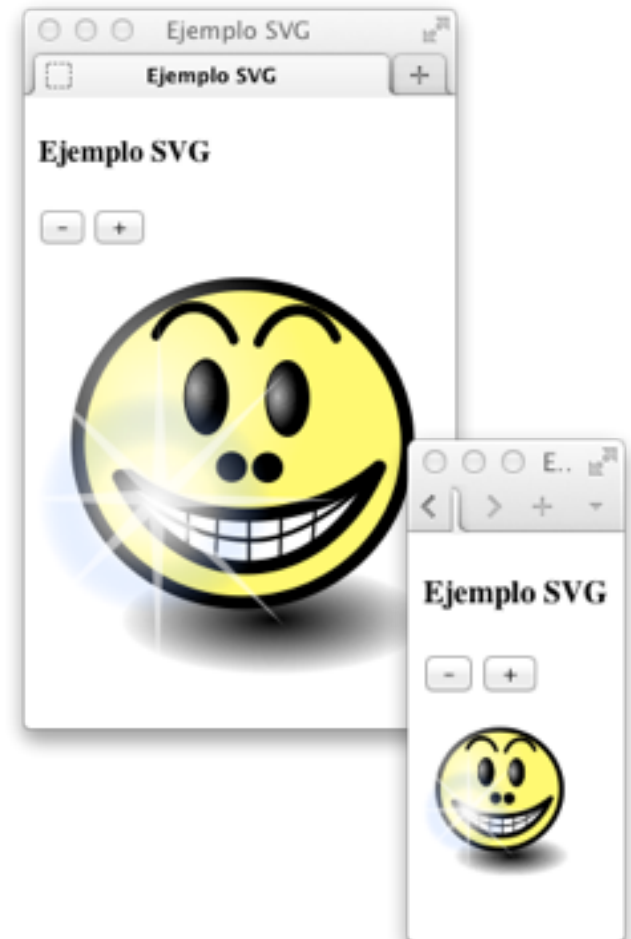 Ejemplo SVG
Ejemplo SVG +
Ejemplo SVG
- +
E..
+
Ejemplo SVG
- +